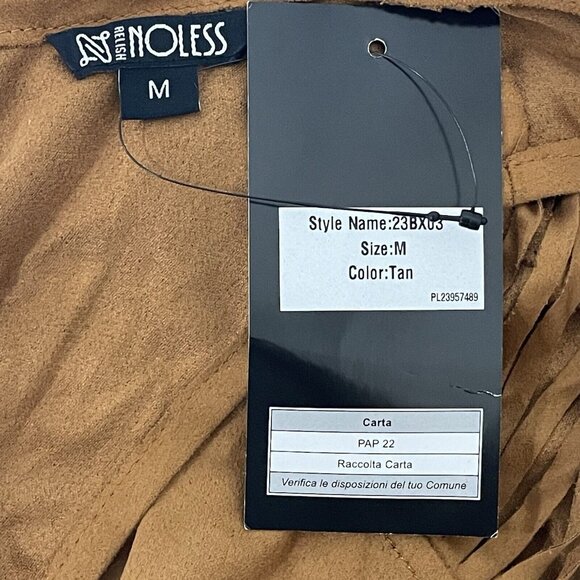 RELISH
NOLESS
M
Style Name:23BX03
Size:M
Color:Tan
PL23957489
Carta
PAP 22
Raccolta Carta
Verifica le disposizioni del tuo Comune